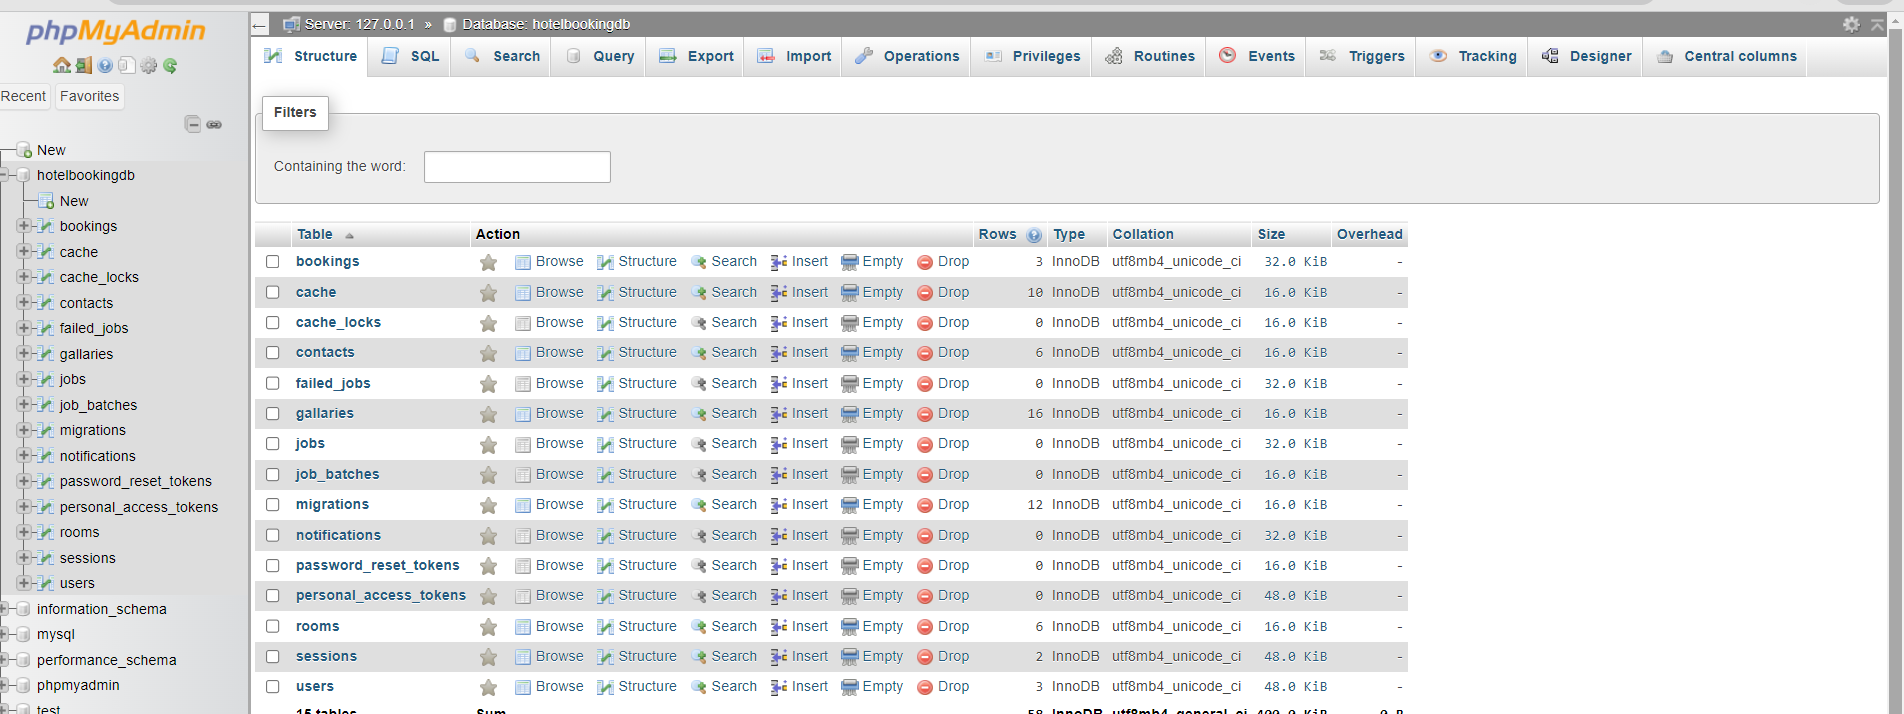 phpMyAdmin
Recent Favorites
New
hotelbookingdb
New
bookings
cache
cache_locks
contacts
failed_jobs
gallaries
jobs
job_batches
migrations
notifications
password_reset_tokens
personal_access_tokens
rooms
sessions
users
information_schema
mysql
performance_schema
phpmyadmin
test
Server: 127.0.0.1 » Database: hotelbookingdb
Structure SQL Search Query Export Import Operations Privileges Routines Events Triggers Tracking Designer Central columns
Filters
Containing the word:
Table Action Rows Type Collation Size Overhead
bookings Browse Structure Search Insert Empty Drop 3 InnoDB utf8mb4_unicode_ci 32.0 KiB -
cache Browse Structure Search Insert Empty Drop 10 InnoDB utf8mb4_unicode_ci 16.0 KiB -
cache_locks Browse Structure Search Insert Empty Drop 0 InnoDB utf8mb4_unicode_ci 16.0 KiB -
contacts Browse Structure Search Insert Empty Drop 6 InnoDB utf8mb4_unicode_ci 16.0 KiB -
failed_jobs Browse Structure Search Insert Empty Drop 0 InnoDB utf8mb4_unicode_ci 32.0 KiB -
gallaries Browse Structure Search Insert Empty Drop 16 InnoDB utf8mb4_unicode_ci 16.0 KiB -
jobs Browse Structure Search Insert Empty Drop 0 InnoDB utf8mb4_unicode_ci 32.0 KiB -
job_batches Browse Structure Search Insert Empty Drop 0 InnoDB utf8mb4_unicode_ci 16.0 KiB -
migrations Browse Structure Search Insert Empty Drop 12 InnoDB utf8mb4_unicode_ci 16.0 KiB -
notifications Browse Structure Search Insert Empty Drop 0 InnoDB utf8mb4_unicode_ci 32.0 KiB -
password_reset_tokens Browse Structure Search Insert Empty Drop 0 InnoDB utf8mb4_unicode_ci 16.0 KiB -
personal_access_tokens Browse Structure Search Insert Empty Drop 0 InnoDB utf8mb4_unicode_ci 48.0 KiB -
rooms Browse Structure Search Insert Empty Drop 6 InnoDB utf8mb4_unicode_ci 16.0 KiB -
sessions Browse Structure Search Insert Empty Drop 2 InnoDB utf8mb4_unicode_ci 48.0 KiB -
users Browse Structure Search Insert Empty Drop 3 InnoDB utf8mb4_unicode_ci 48.0 KiB -
15 tables Sum 58 InnoDB utf8mb4_general_ci 400.0 KiB 0 B